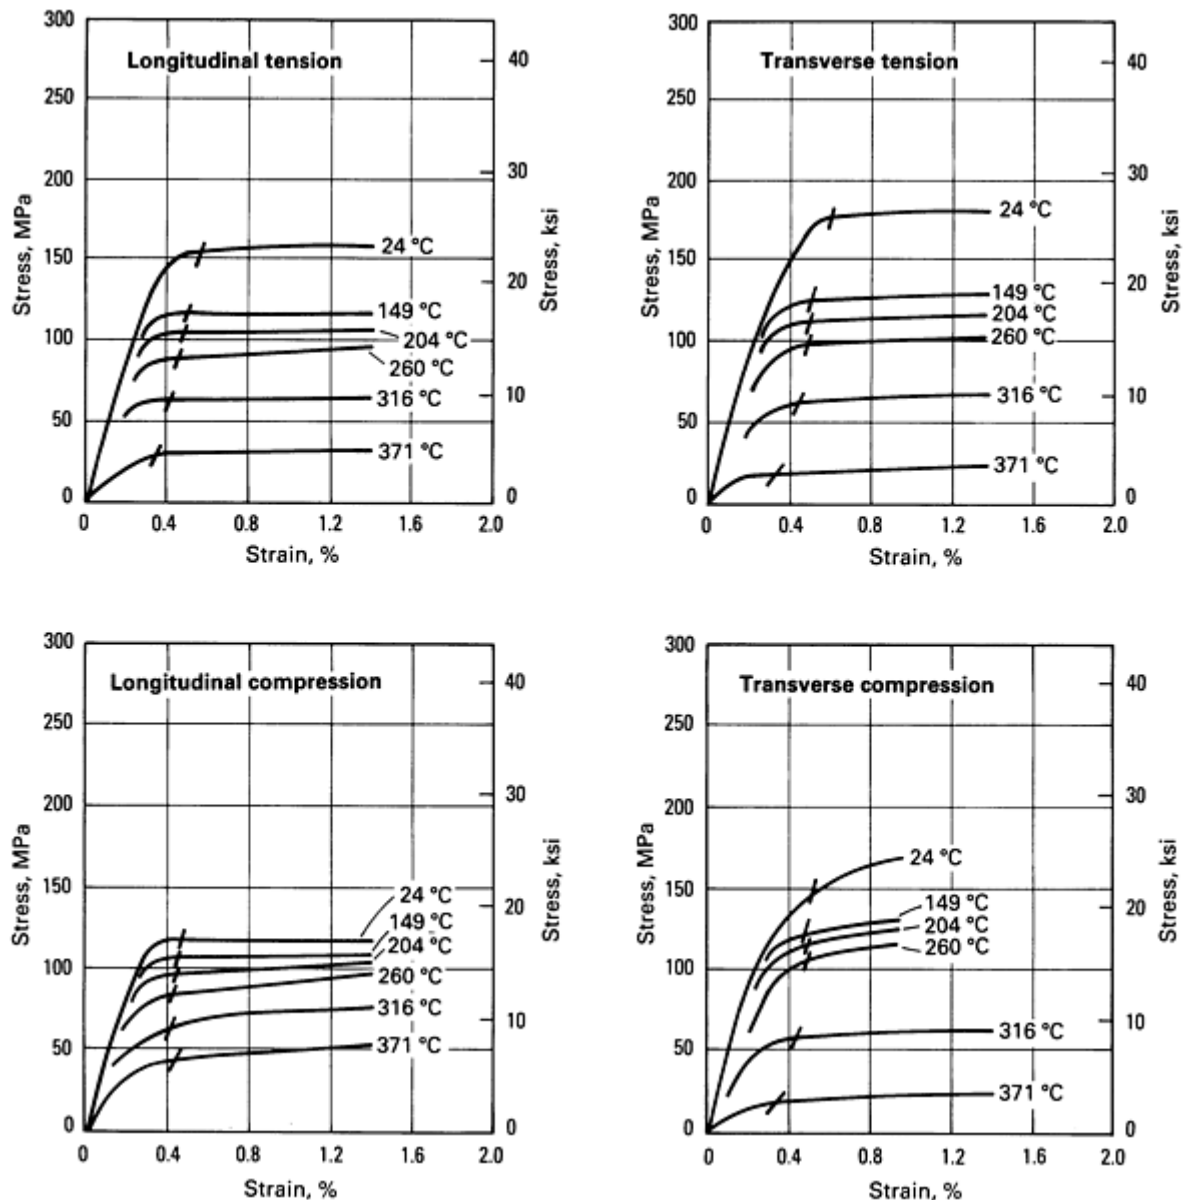 Longitudinal tension
300
250
200
150
100
50
0
Stress, MPa
40
30
20
10
0
Stress, ksi
24 °C
149 °C
204 °C
260 °C
316 °C
371 °C
0 0.4 0.8 1.2 1.6 2.0
Strain, %
Transverse tension
300
250
200
150
100
50
0
Stress, MPa
40
30
20
10
0
Stress, ksi
24 °C
149 °C
204 °C
260 °C
316 °C
371 °C
0 0.4 0.8 1.2 1.6 2.0
Strain, %
Longitudinal compression
300
250
200
150
100
50
0
Stress, MPa
40
30
20
10
0
Stress, ksi
24 °C
149 °C
204 °C
260 °C
316 °C
371 °C
0 0.4 0.8 1.2 1.6 2.0
Strain, %
Transverse compression
300
250
200
150
100
50
0
Stress, MPa
40
30
20
10
0
Stress, ksi
24 °C
149 °C
204 °C
260 °C
316 °C
371 °C
0 0.4 0.8 1.2 1.6 2.0
Strain, %